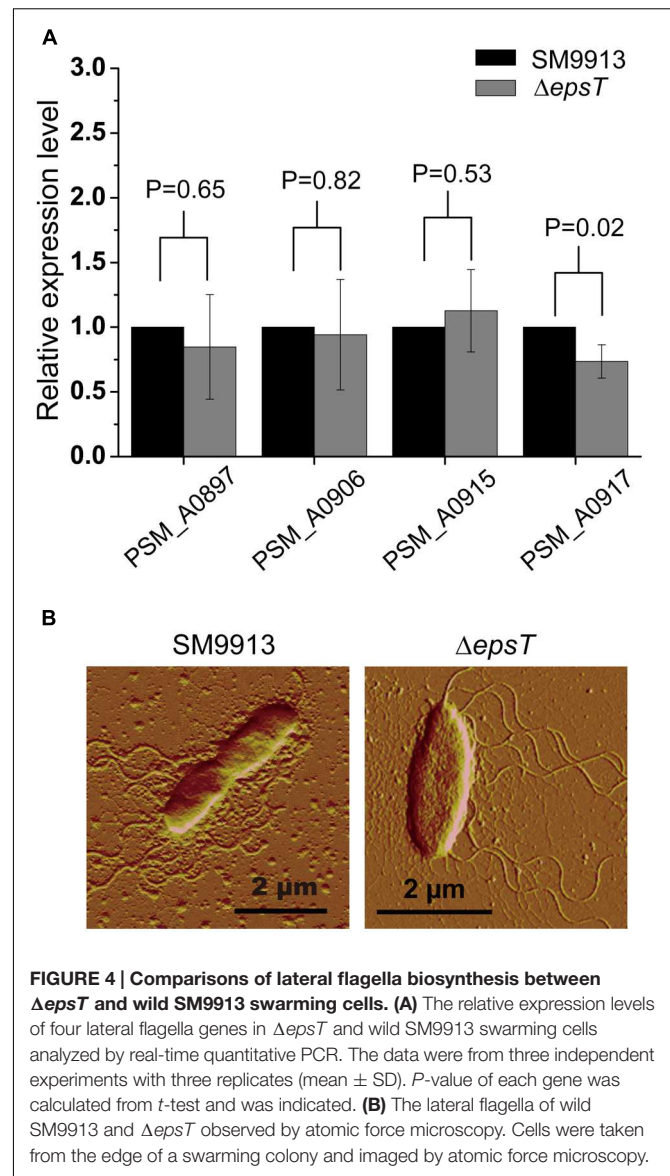 A
3.0
2.5
2.0
1.5
1.0
0.5
0.0
Relative expression level
SM9913
ΔepsT
P=0.65
P=0.82
P=0.53
P=0.02
PSM_A0897
PSM_A0906
PSM_A0915
PSM_A0917
B
SM9913
ΔepsT
2 μm
2 μm
FIGURE 4 | Comparisons of lateral flagella biosynthesis between
ΔepsT and wild SM9913 swarming cells. (A) The relative expression levels
of four lateral flagella genes in ΔepsT and wild SM9913 swarming cells
analyzed by real-time quantitative PCR. The data were from three independent
experiments with three replicates (mean ± SD). P-value of each gene was
calculated from t-test and was indicated. (B) The lateral flagella of wild
SM9913 and ΔepsT observed by atomic force microscopy. Cells were taken
from the edge of a swarming colony and imaged by atomic force microscopy.